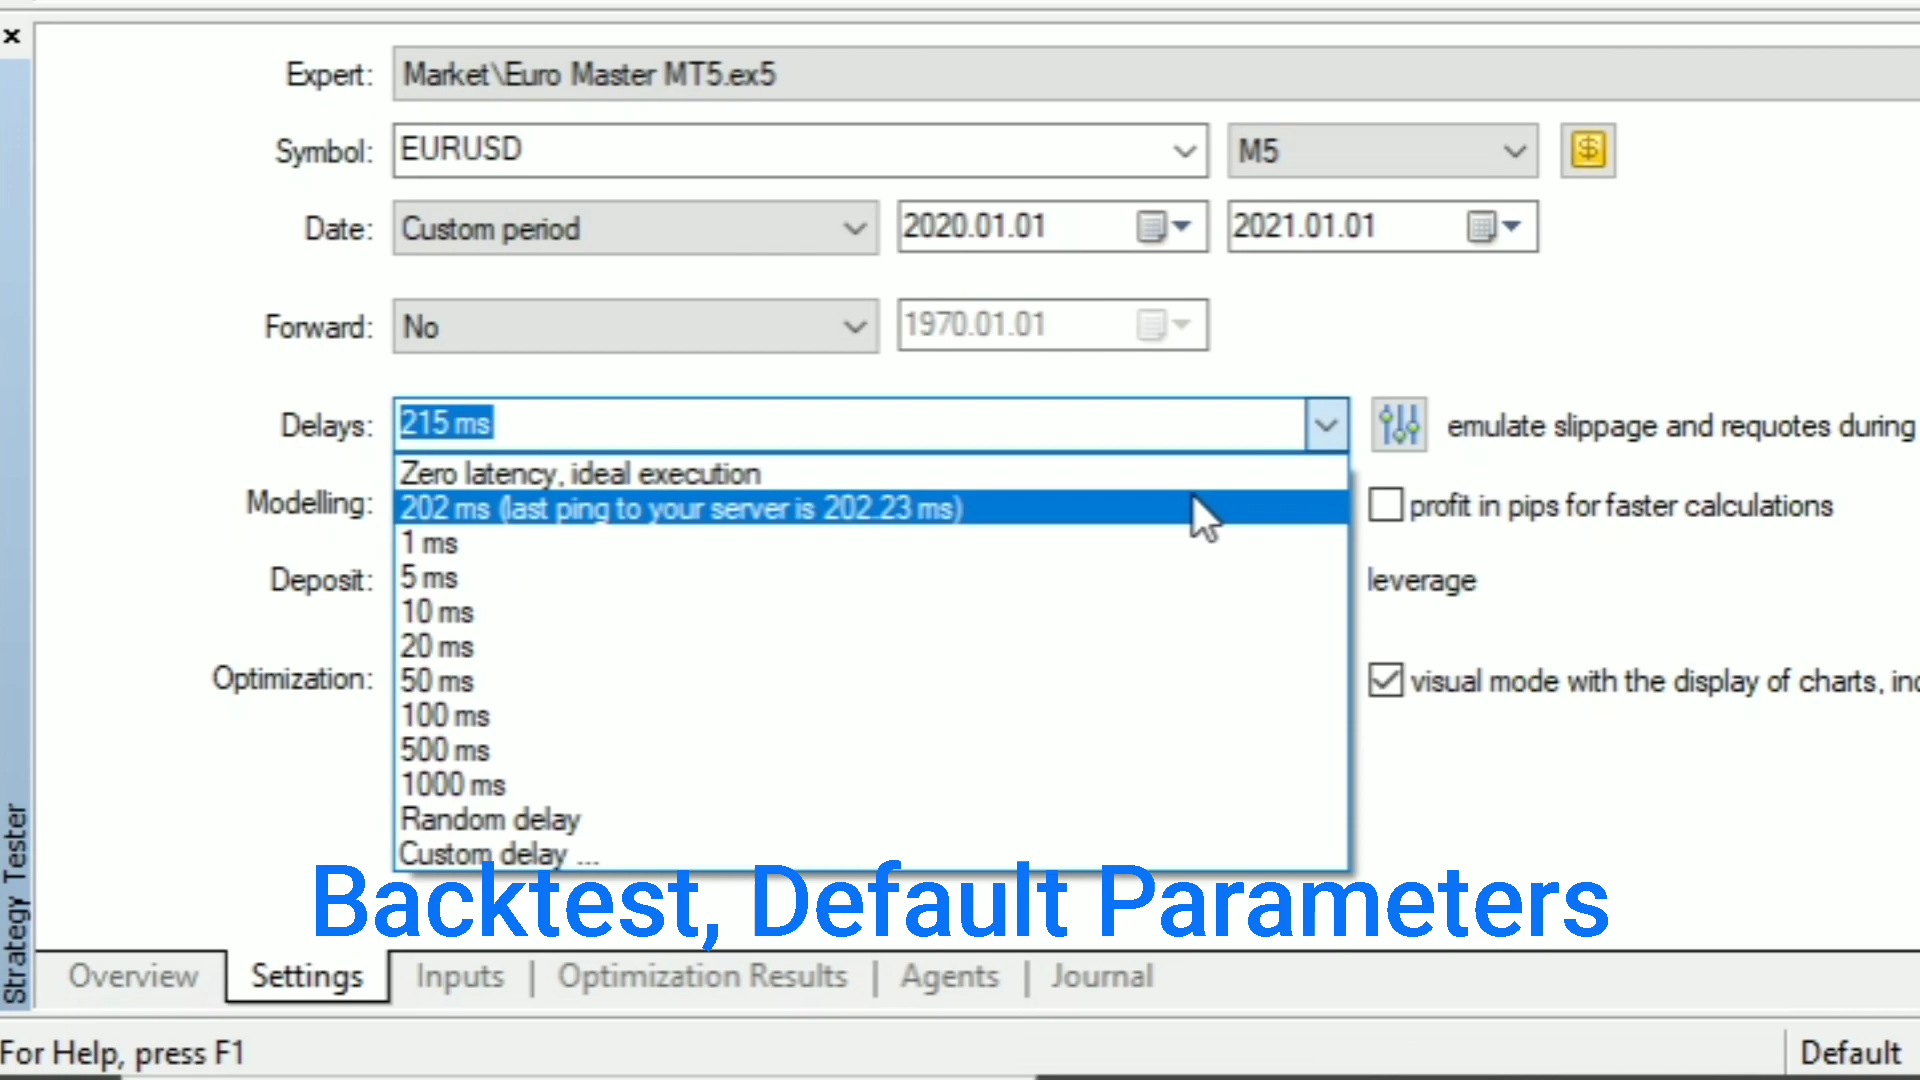 Expert: Market\Euro Master MT5.ex5
Symbol: EURUSD M5
Date: Custom period 2020.01.01 2021.01.01
Forward: No 1970.01.01
Delays: 215 ms emulate slippage and requotes during
Zero latency, ideal execution
Modelling: 202 ms (last ping to your server is 202.23 ms) profit in pips for faster calculations
1 ms
Deposit: 5 ms leverage
10 ms
20 ms
Optimization: 50 ms visual mode with the display of charts, inc
100 ms
500 ms
1000 ms
Random delay
Custom delay ...
Backtest, Default Parameters
Strategy Tester
Overview Settings Inputs Optimization Results Agents Journal
For Help, press F1 Default